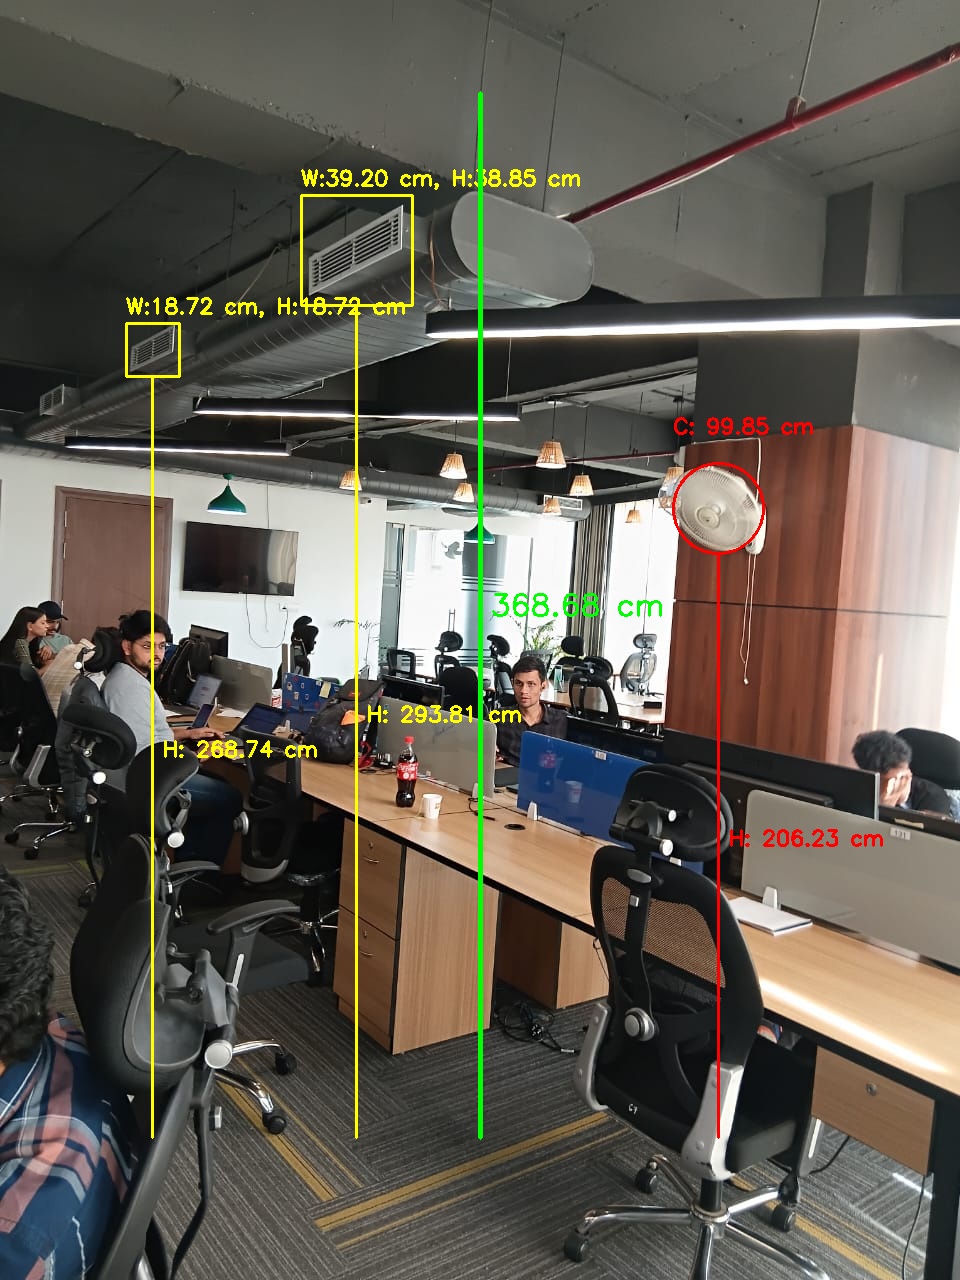 W:39.20 cm, H:38.85 cm
W:18.72 cm, H:18.72 cm
C: 99.85 cm
368.68 cm
H: 293.81 cm
H: 268.74 cm
H: 206.23 cm